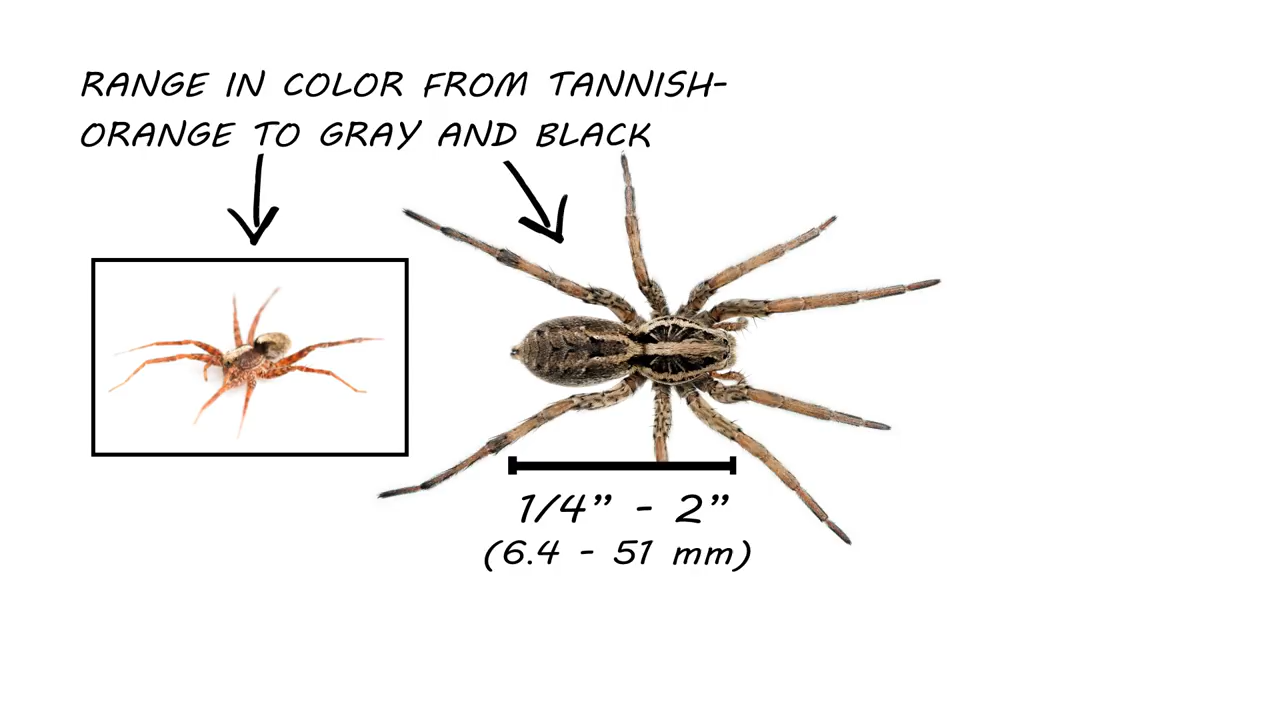 RANGE IN COLOR FROM TANNISH-
ORANGE TO GRAY AND BLACK
1/4” - 2”
(6.4 - 51 mm)